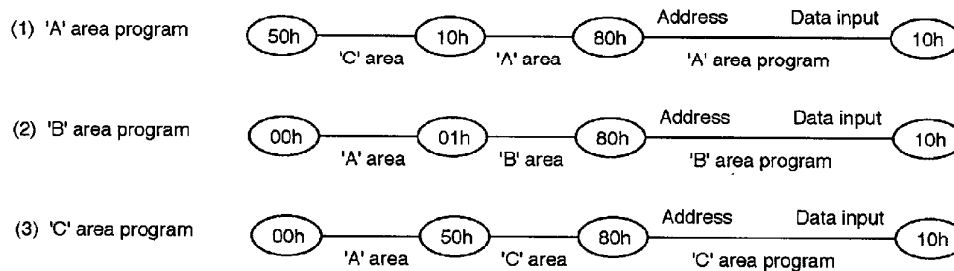 (1) 'A' area program
Address Data input
50h 10h 80h 10h
'C' area 'A' area 'A' area program
(2) 'B' area program
Address Data input
00h 01h 80h 10h
'A' area 'B' area 'B' area program
(3) 'C' area program
Address Data input
00h 50h 80h 10h
'A' area 'C' area 'C' area program